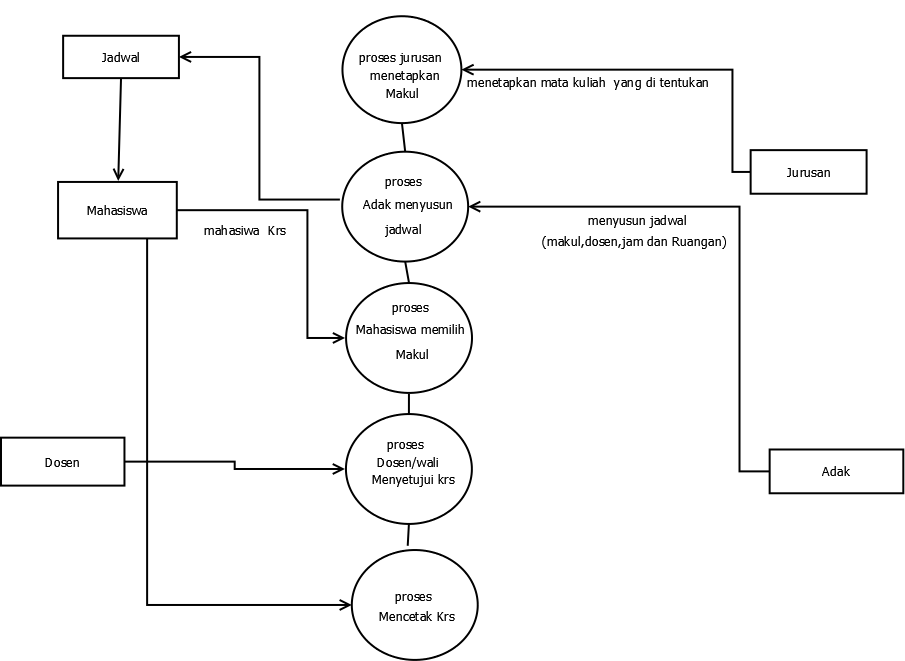 Jadwal
proses jurusan
menetapkan
Makul
menetapkan mata kuliah yang di tentukan
Jurusan
Mahasiswa
mahasiwa Krs
proses
Adak menyusun
jadwal
menyusun jadwal
(makul,dosen,jam dan Ruangan)
proses
Mahasiswa memilih
Makul
Dosen
proses
Dosen/wali
Menyetujui krs
Adak
proses
Mencetak Krs